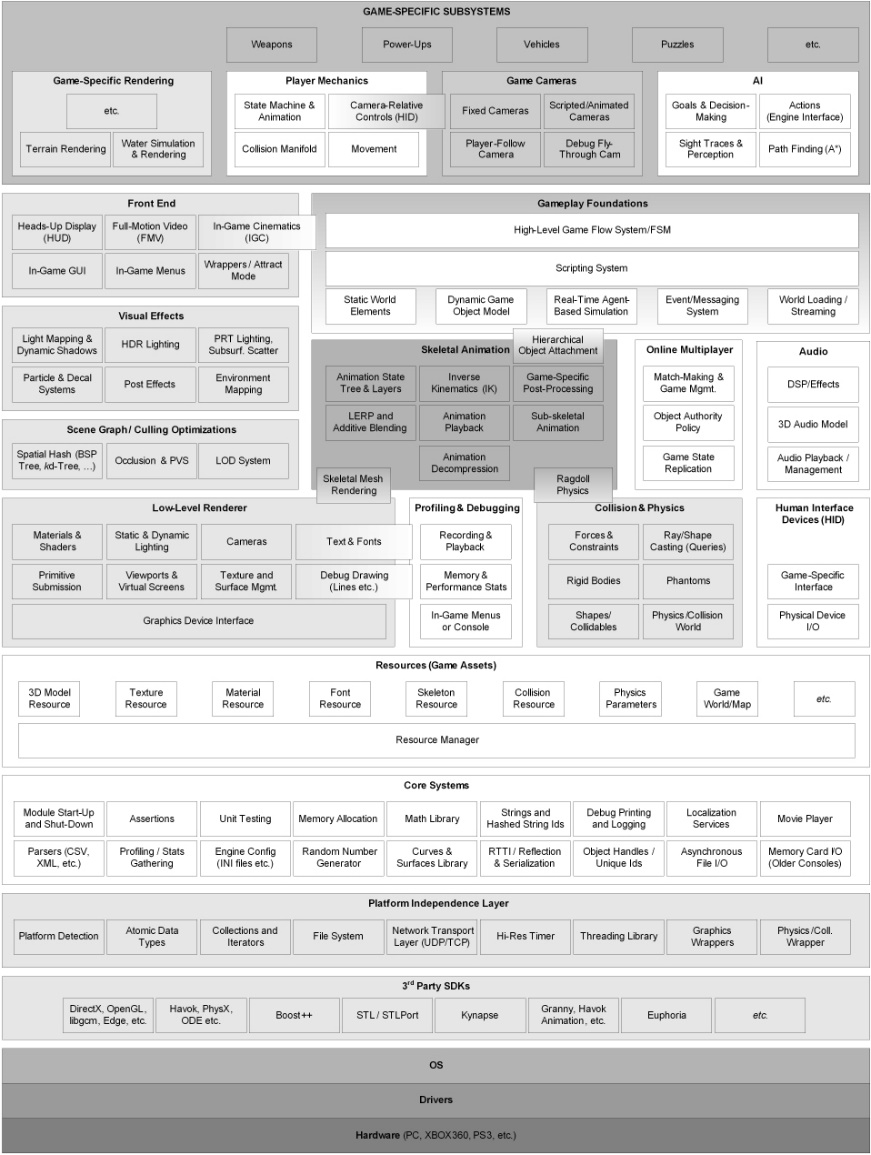 GAME-SPECIFIC SUBSYSTEMS
Weapons
Power-Ups
Vehicles
Puzzles
etc.
Game-Specific Rendering
etc.
Terrain Rendering
Water Simulation
& Rendering
Player Mechanics
State Machine &
Animation
Camera-Relative
Controls (HID)
Collision Manifold
Movement
Game Cameras
Fixed Cameras
Scripted/Animated
Cameras
Player-Follow
Camera
Debug Fly-
Through Cam
AI
Goals & Decision-
Making
Actions
(Engine Interface)
Sight Traces &
Perception
Path Finding (A*)
Front End
Heads-Up Display
(HUD)
Full-Motion Video
(FMV)
In-Game Cinematics
(IGC)
In-Game GUI
In-Game Menus
Wrappers / Attract
Mode
Gameplay Foundations
High-Level Game Flow System/FSM
Scripting System
Static World
Elements
Dynamic Game
Object Model
Real-Time Agent-
Based Simulation
Event/Messaging
System
World Loading /
Streaming
Visual Effects
Light Mapping &
Dynamic Shadows
HDR Lighting
PRT Lighting,
Subsurf. Scatter
Particle & Decal
Systems
Post Effects
Environment
Mapping
Skeletal Animation
Hierarchical
Object Attachment
Animation State
Tree & Layers
Inverse
Kinematics (IK)
Game-Specific
Post-Processing
LERP and
Additive Blending
Animation
Playback
Sub-skeletal
Animation
Animation
Decompression
Skeletal Mesh
Rendering
Ragdoll
Physics
Online Multiplayer
Match-Making &
Game Mgmt.
Object Authority
Policy
Game State
Replication
Audio
DSP/Effects
3D Audio Model
Audio Playback /
Management
Scene Graph / Culling Optimizations
Spatial Hash (BSP
Tree, kd-Tree, …)
Occlusion & PVS
LOD System
Low-Level Renderer
Materials &
Shaders
Static & Dynamic
Lighting
Cameras
Text & Fonts
Primitive
Submission
Viewports &
Virtual Screens
Texture and
Surface Mgmt.
Debug Drawing
(Lines etc.)
Graphics Device Interface
Profiling & Debugging
Recording &
Playback
Memory &
Performance Stats
In-Game Menus
or Console
Collision & Physics
Forces &
Constraints
Ray/Shape
Casting (Queries)
Rigid Bodies
Phantoms
Shapes/
Collidables
Physics/Collision
World
Human Interface
Devices (HID)
Game-Specific
Interface
Physical Device
I/O
Resources (Game Assets)
3D Model
Resource
Texture
Resource
Material
Resource
Font
Resource
Skeleton
Resource
Collision
Resource
Physics
Parameters
Game
World/Map
etc.
Resource Manager
Core Systems
Module Start-Up
and Shut-Down
Assertions
Unit Testing
Memory Allocation
Math Library
Strings and
Hashed String Ids
Debug Printing
and Logging
Localization
Services
Movie Player
Parsers (CSV,
XML, etc.)
Profiling / Stats
Gathering
Engine Config
(INI files etc.)
Random Number
Generator
Curves &
Surfaces Library
RTTI / Reflection
& Serialization
Object Handles /
Unique Ids
Asynchronous
File I/O
Memory Card I/O
(Older Consoles)
Platform Independence Layer
Platform Detection
Atomic Data
Types
Collections and
Iterators
File System
Network Transport
Layer (UDP/TCP)
Hi-Res Timer
Threading Library
Graphics
Wrappers
Physics /Coll.
Wrapper
3rd Party SDKs
DirectX, OpenGL,
libgcm, Edge, etc.
Havok, PhysX,
ODE etc.
Boost++
STL / STLPort
Kynapse
Granny, Havok
Animation, etc.
Euphoria
etc.
OS
Drivers
Hardware (PC, XBOX360, PS3, etc.)